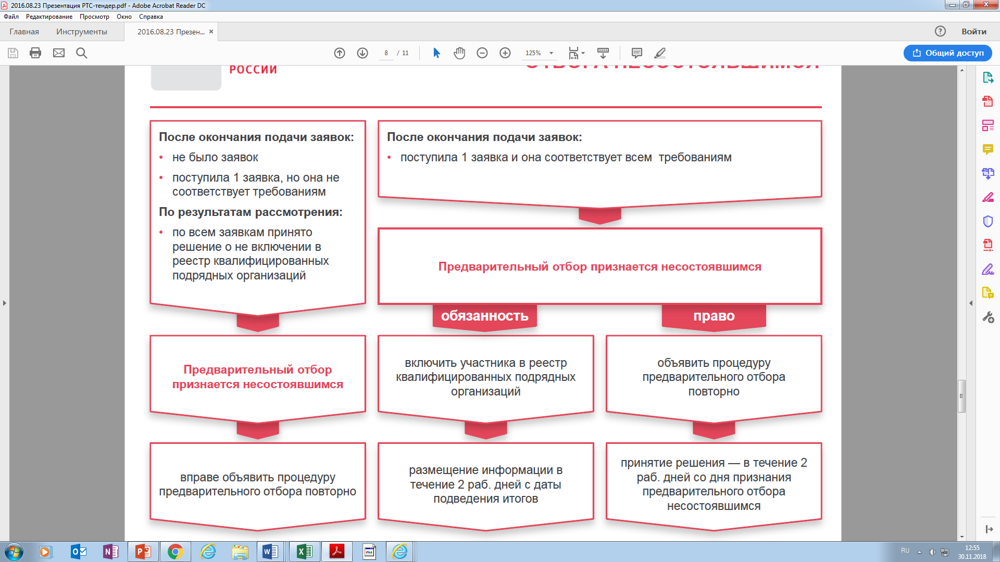 2016.08.23 Презентация РТС-тендер.pdf - Adobe Acrobat Reader DC
Файл Редактирование Просмотр Окно Справка
Главная Инструменты 2016.08.23 Презен... Войти
8 / 11 125% Общий доступ
РОССИИ
ОТБОРА НЕСОСТОЯВШИМСЯ
После окончания подачи заявок:
• не было заявок
• поступила 1 заявка, но она не
соответствует требованиям
По результатам рассмотрения:
• по всем заявкам принято
решение о не включении в
реестр квалифицированных
подрядных организаций
Предварительный отбор
признается несостоявшимся
вправе объявить процедуру
предварительного отбора повторно
После окончания подачи заявок:
• поступила 1 заявка и она соответствует всем требованиям
Предварительный отбор признается несостоявшимся
обязанность
включить участника в реестр
квалифицированных подрядных
организаций
размещение информации в
течение 2 раб. дней с даты
подведения итогов
право
объявить процедуру
предварительного отбора
повторно
принятие решения — в течение 2
раб. дней со дня признания
предварительного отбора
несостоявшимся
RU
12:55
30.11.2018